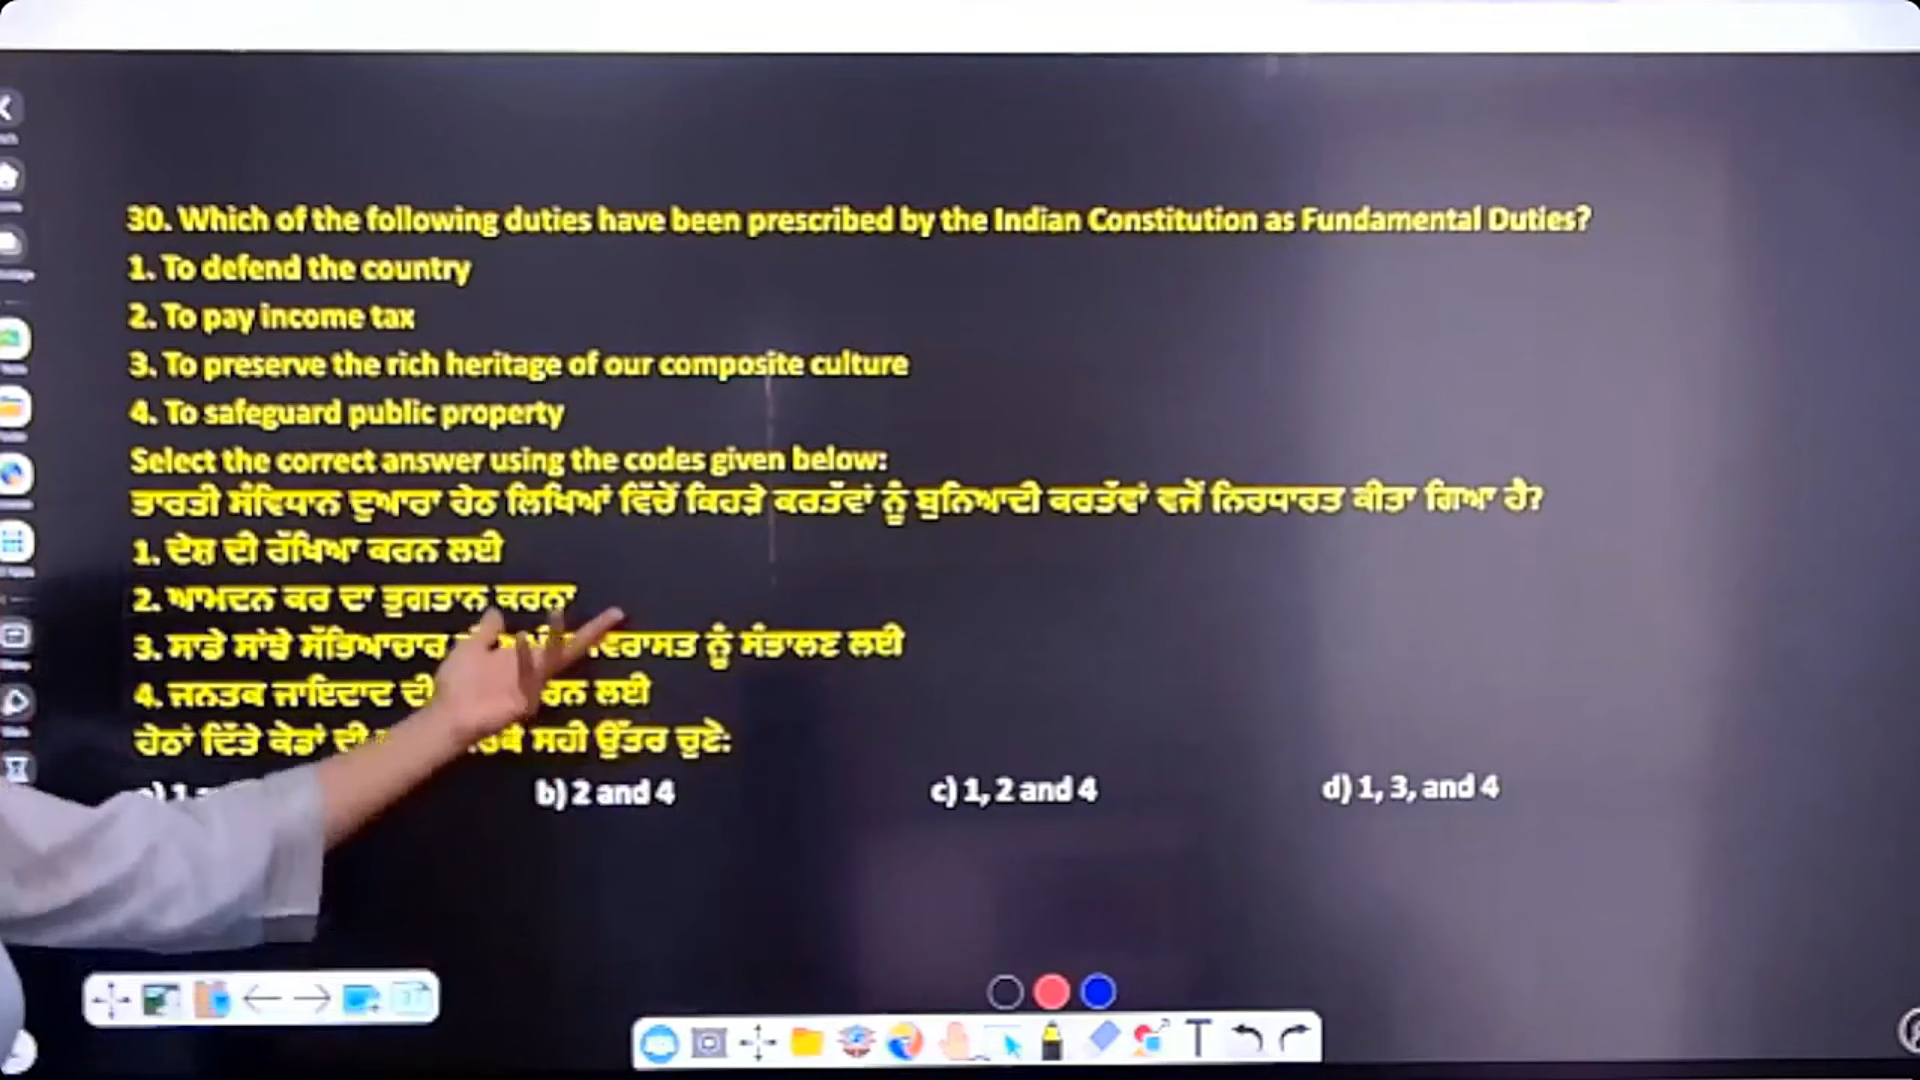 30. Which of the following duties have been prescribed by the Indian Constitution as Fundamental Duties?
1. To defend the country
2. To pay income tax
3. To preserve the rich heritage of our composite culture
4. To safeguard public property
Select the correct answer using the codes given below:
ਭਾਰਤੀ ਸੰਵਿਧਾਨ ਦੁਆਰਾ ਹੇਠ ਲਿਖਿਆਂ ਵਿੱਚੋਂ ਕਿਹੜੇ ਕਰਤੱਵਾਂ ਨੂੰ ਬੁਨਿਆਦੀ ਕਰਤੱਵਾਂ ਵਜੋਂ ਨਿਰਧਾਰਤ ਕੀਤਾ ਗਿਆ ਹੈ?
1. ਦੇਸ਼ ਦੀ ਰੱਖਿਆ ਕਰਨ ਲਈ
2. ਆਮਦਨ ਕਰ ਦਾ ਭੁਗਤਾਨ ਕਰਨਾ
3. ਸਾਡੇ ਸਾਂਝੇ ਸੱਭਿਆਚਾਰ ਵਿਰਾਸਤ ਨੂੰ ਸੰਭਾਲਣ ਲਈ
4. ਜਨਤਕ ਜਾਇਦਾਦ ਦੀ ਲਈ
ਹੇਠਾਂ ਦਿੱਤੇ ਕੋਡਾਂ ਦੀ ਸਹੀ ਉੱਤਰ ਚੁਣੋ:
b) 2 and 4 c) 1, 2 and 4 d) 1, 3, and 4